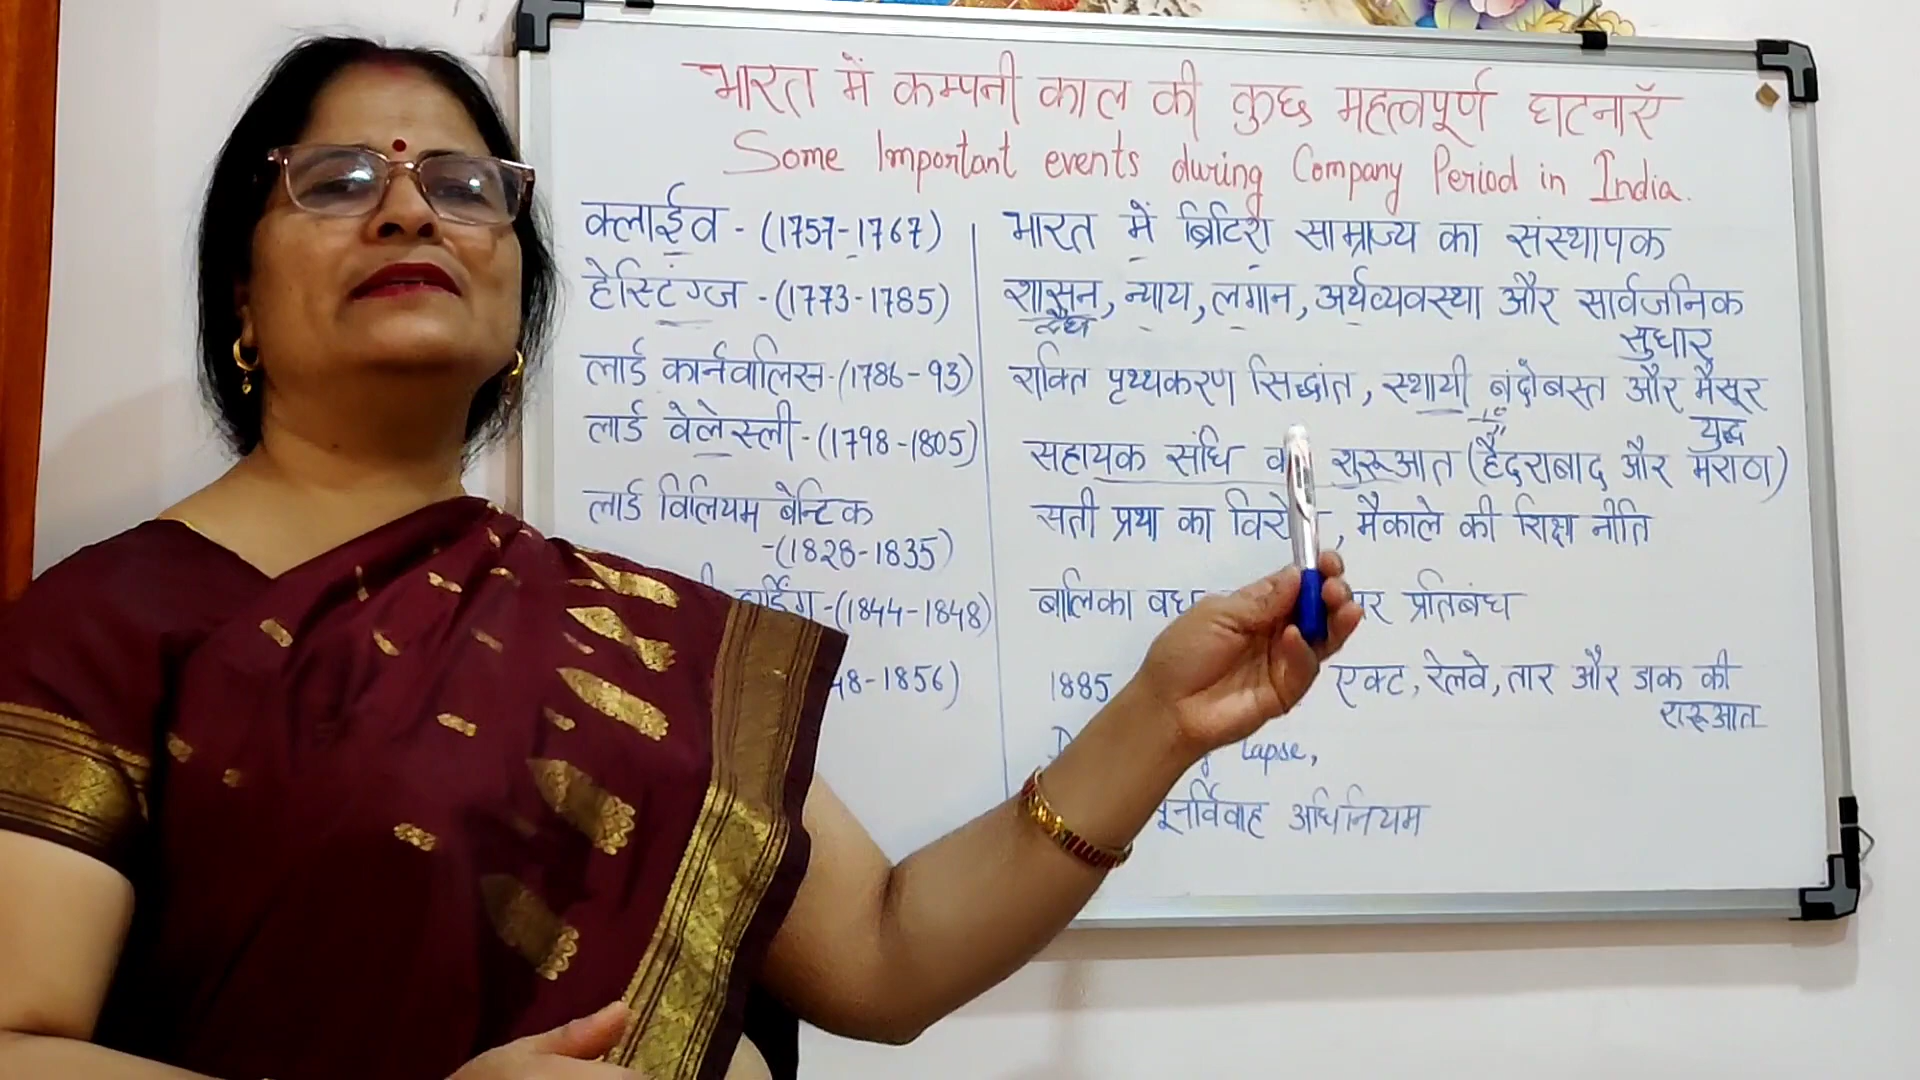 भारत में कम्पनी काल की कुछ महत्वपूर्ण घटनाऐं
Some Important events during Company Period in India.
क्लाईव - (1757-1767) भारत में ब्रिटिश साम्राज्य का संस्थापक
हेस्टिंग्ज - (1773-1785) शासन, न्याय, लगान, अर्थव्यवस्था और सार्वजनिक
द्वैध सुधार
लार्ड कार्नवालिस - (1786-93) शक्ति पृथ्थकरण सिद्धांत, स्थायी बंदोबस्त और मैसूर
युद्ध
लार्ड वेलेस्ली - (1798-1805) सहायक संधि शुरूआत (हैदराबाद और मराठा)
लार्ड विलियम बेन्टिक सती प्रथा का , मैकाले की शिक्षा नीति
- (1828-1835)
हार्डिंग - (1844-1848) बालिका वध पर प्रतिबंध
48-1856) 1885 एक्ट, रेलवे, तार और डाक की
शुरूआत
lapse,
पूनर्विवाह अधिनियम